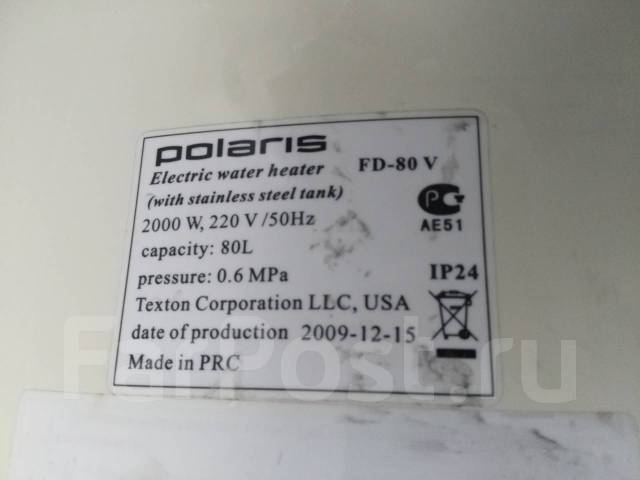 polaris
FD-80 V
Electric water heater
(with stainless steel tank)
2000 W, 220 V /50Hz
АЕ51
capacity: 80L
pressure: 0.6 MPa
IP24
Texton Corporation LLC, USA
date of production 2009-12-15
Made in PRC
FarPost.ru